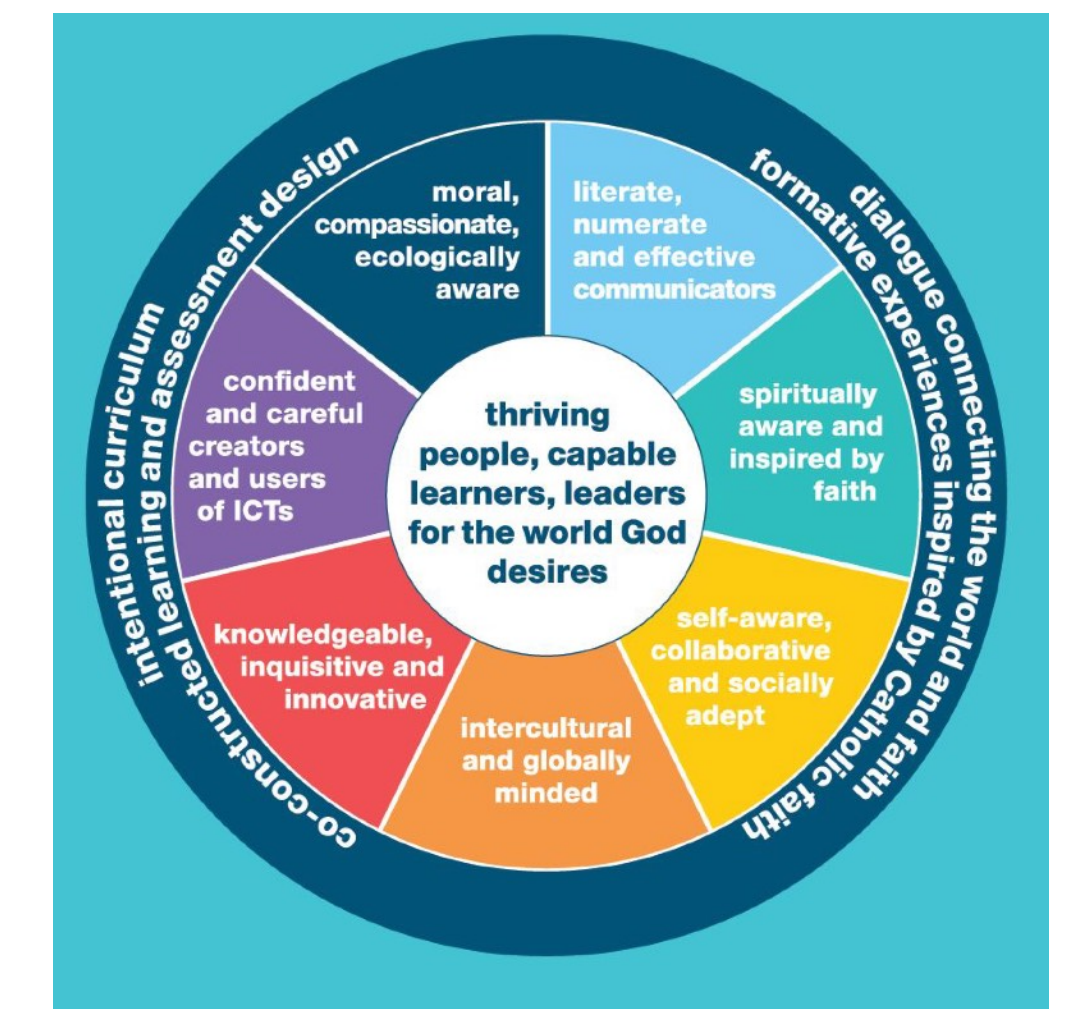 intentional curriculum
co-constructed learning and assessment design
dialogue connecting the world and faith
formative experiences inspired by Catholic faith
moral,
compassionate,
ecologically
aware
literate,
numerate
and effective
communicators
spiritually
aware and
inspired by
faith
self-aware,
collaborative
and socially
adept
intercultural
and globally
minded
knowledgeable,
inquisitive and
innovative
confident
and careful
creators
and users
of ICTs
thriving
people, capable
learners, leaders
for the world God
desires